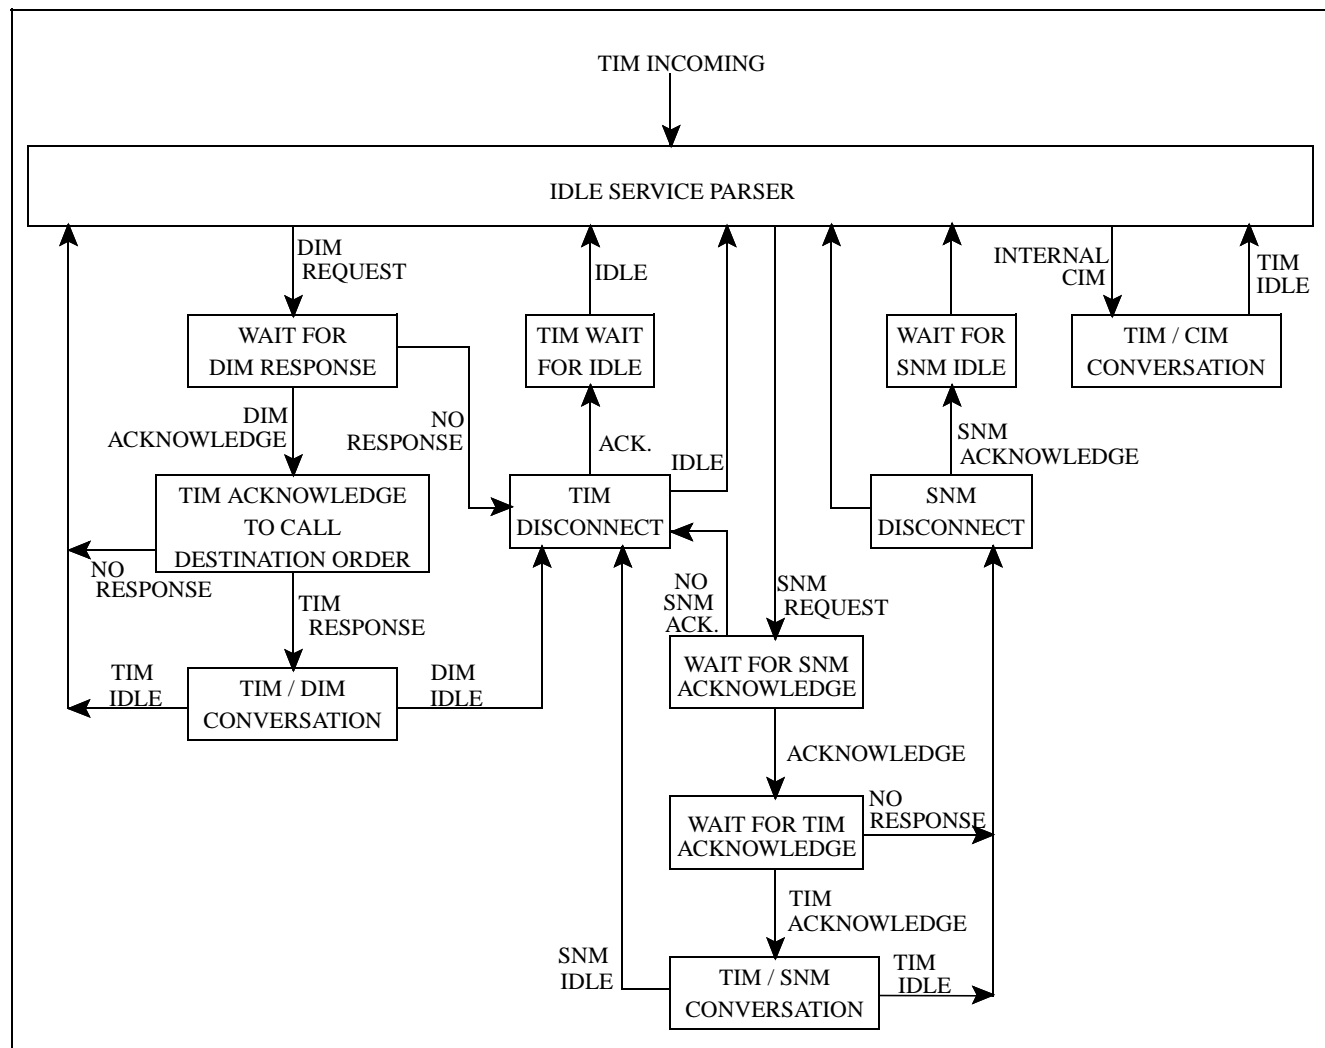 TIM INCOMING
IDLE SERVICE PARSER
DIM
REQUEST
IDLE
INTERNAL
CIM
TIM
IDLE
WAIT FOR
DIM RESPONSE
TIM WAIT
FOR IDLE
WAIT FOR
SNM IDLE
TIM / CIM
CONVERSATION
DIM
ACKNOWLEDGE
NO
RESPONSE
ACK.
IDLE
SNM
ACKNOWLEDGE
TIM ACKNOWLEDGE
TO CALL
DESTINATION ORDER
TIM
DISCONNECT
SNM
DISCONNECT
NO
RESPONSE
TIM
RESPONSE
NO
SNM
ACK.
SNM
REQUEST
TIM
IDLE
TIM / DIM
CONVERSATION
DIM
IDLE
WAIT FOR SNM
ACKNOWLEDGE
ACKNOWLEDGE
WAIT FOR TIM
ACKNOWLEDGE
NO
RESPONSE
TIM
ACKNOWLEDGE
SNM
IDLE
TIM / SNM
CONVERSATION
TIM
IDLE